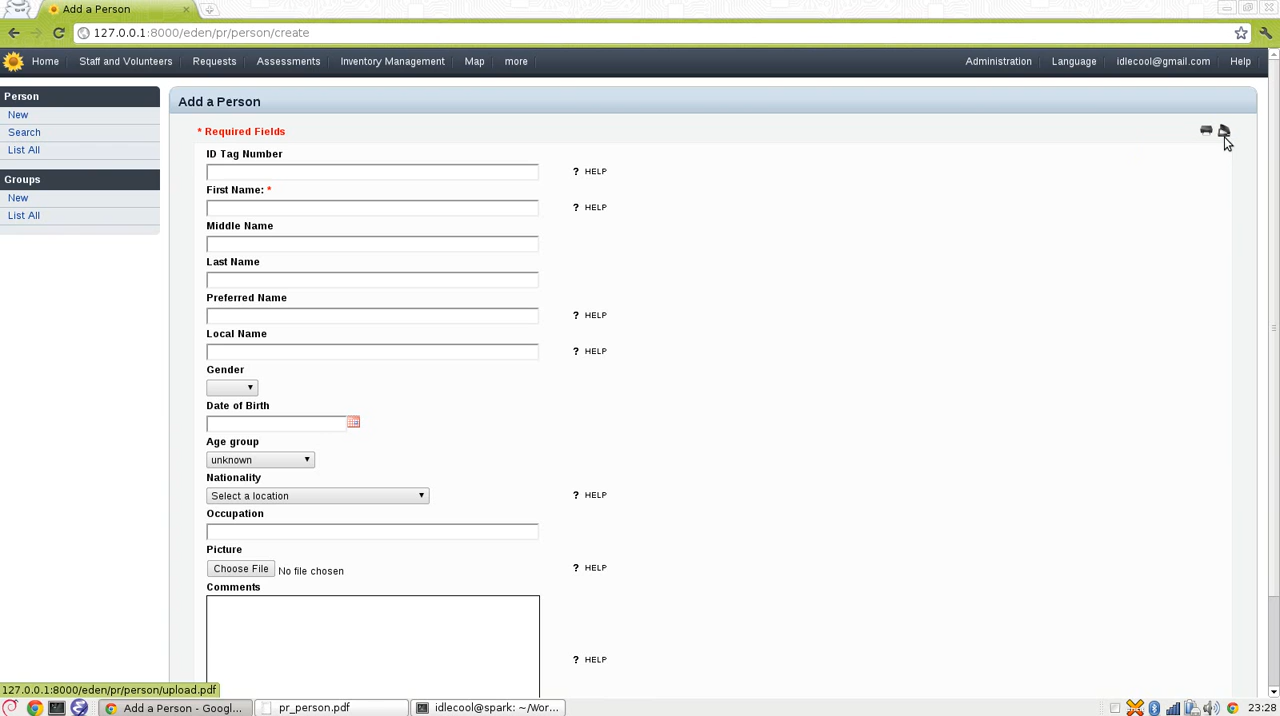 Add a Person
127.0.0.1:8000/eden/pr/person/create
Home Staff and Volunteers Requests Assessments Inventory Management Map more Administration Language idlecool@gmail.com Help
Person
New
Search
List All
Groups
New
List All
Add a Person
* Required Fields
ID Tag Number
? HELP
First Name: *
? HELP
Middle Name
Last Name
Preferred Name
? HELP
Local Name
? HELP
Gender
Date of Birth
Age group
unknown
Nationality
Select a location ? HELP
Occupation
Picture
Choose File No file chosen ? HELP
Comments
? HELP
127.0.0.1:8000/eden/pr/person/upload.pdf
Add a Person - Googl... pr_person.pdf idlecool@spark: ~/Wor... 23:28